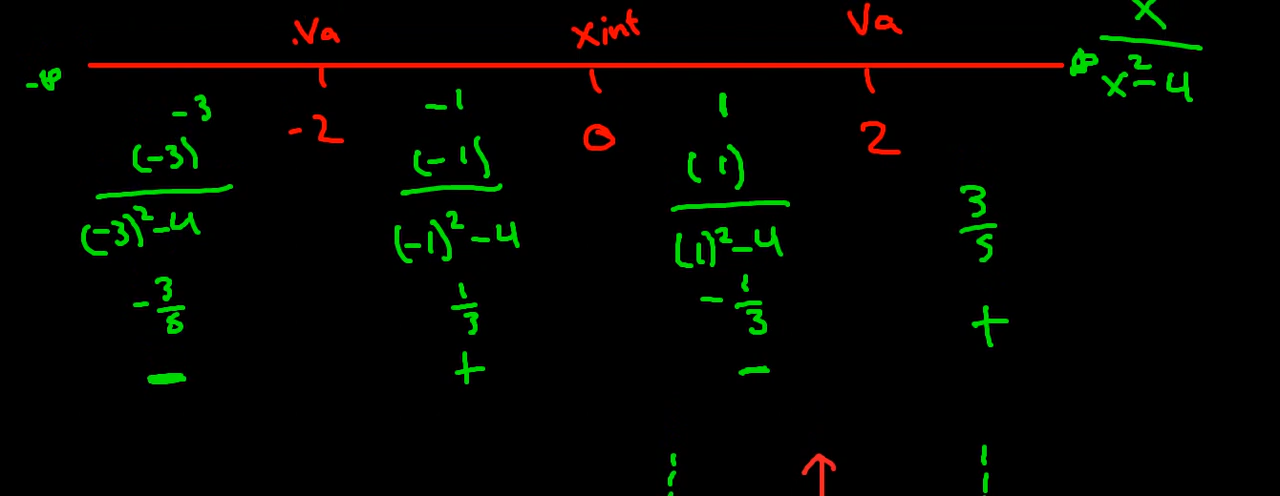 .Va xint Va
-∞ ∞ x/(x²-4)
-3 -2 -1 0 1 2
(-3)/((-3)²-4) (-1)/((-1)²-4) (1)/((1)²-4) 3/5
-3/5 1/3 -1/3 +
- + -